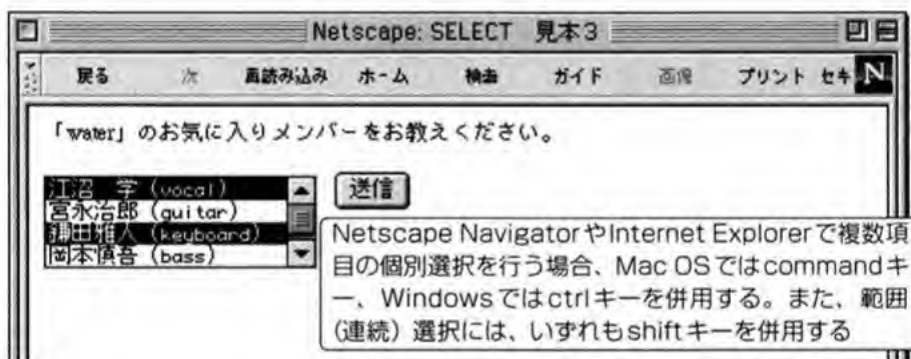 Netscape: SELECT 見本3
戻る 次 再読み込み ホーム 検索 ガイド 画像 プリント セキ N
「water」のお気に入りメンバーをお教えください。
江沼 学 (vocal)
宮永治郎 (guitar)
鎌田雅人 (keyboard)
岡本慎吾 (bass)
送信
Netscape NavigatorやInternet Explorerで複数項
目の個別選択を行う場合、Mac OSではcommandキ
ー、Windowsではctrlキーを併用する。また、範囲
(連続) 選択には、いずれもshiftキーを併用する